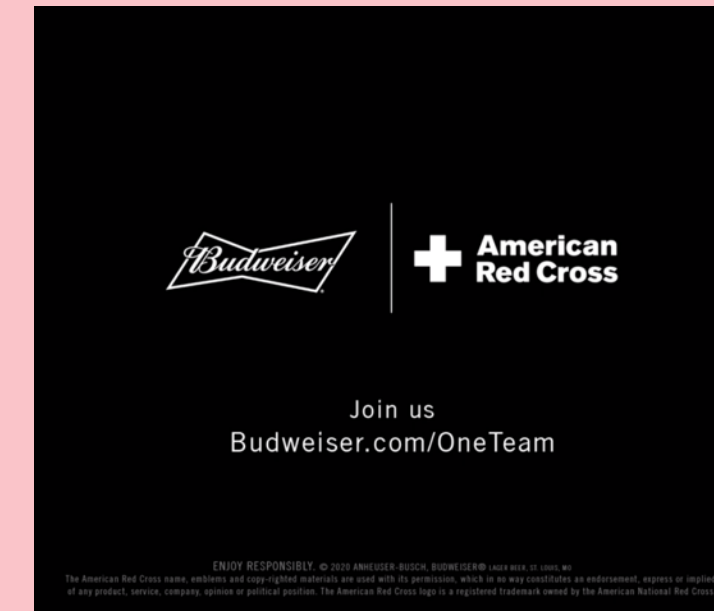 Budweiser
American
Red Cross
Join us
Budweiser.com/OneTeam
ENJOY RESPONSIBLY. © 2020 ANHEUSER-BUSCH, BUDWEISER® LAGER BEER, ST. LOUIS, MO
The American Red Cross name, emblems and copy-righted materials are used with its permission, which in no way constitutes an endorsement, express or implied
of any product, service, company, opinion or political position. The American Red Cross logo is a registered trademark owned by the American National Red Cross